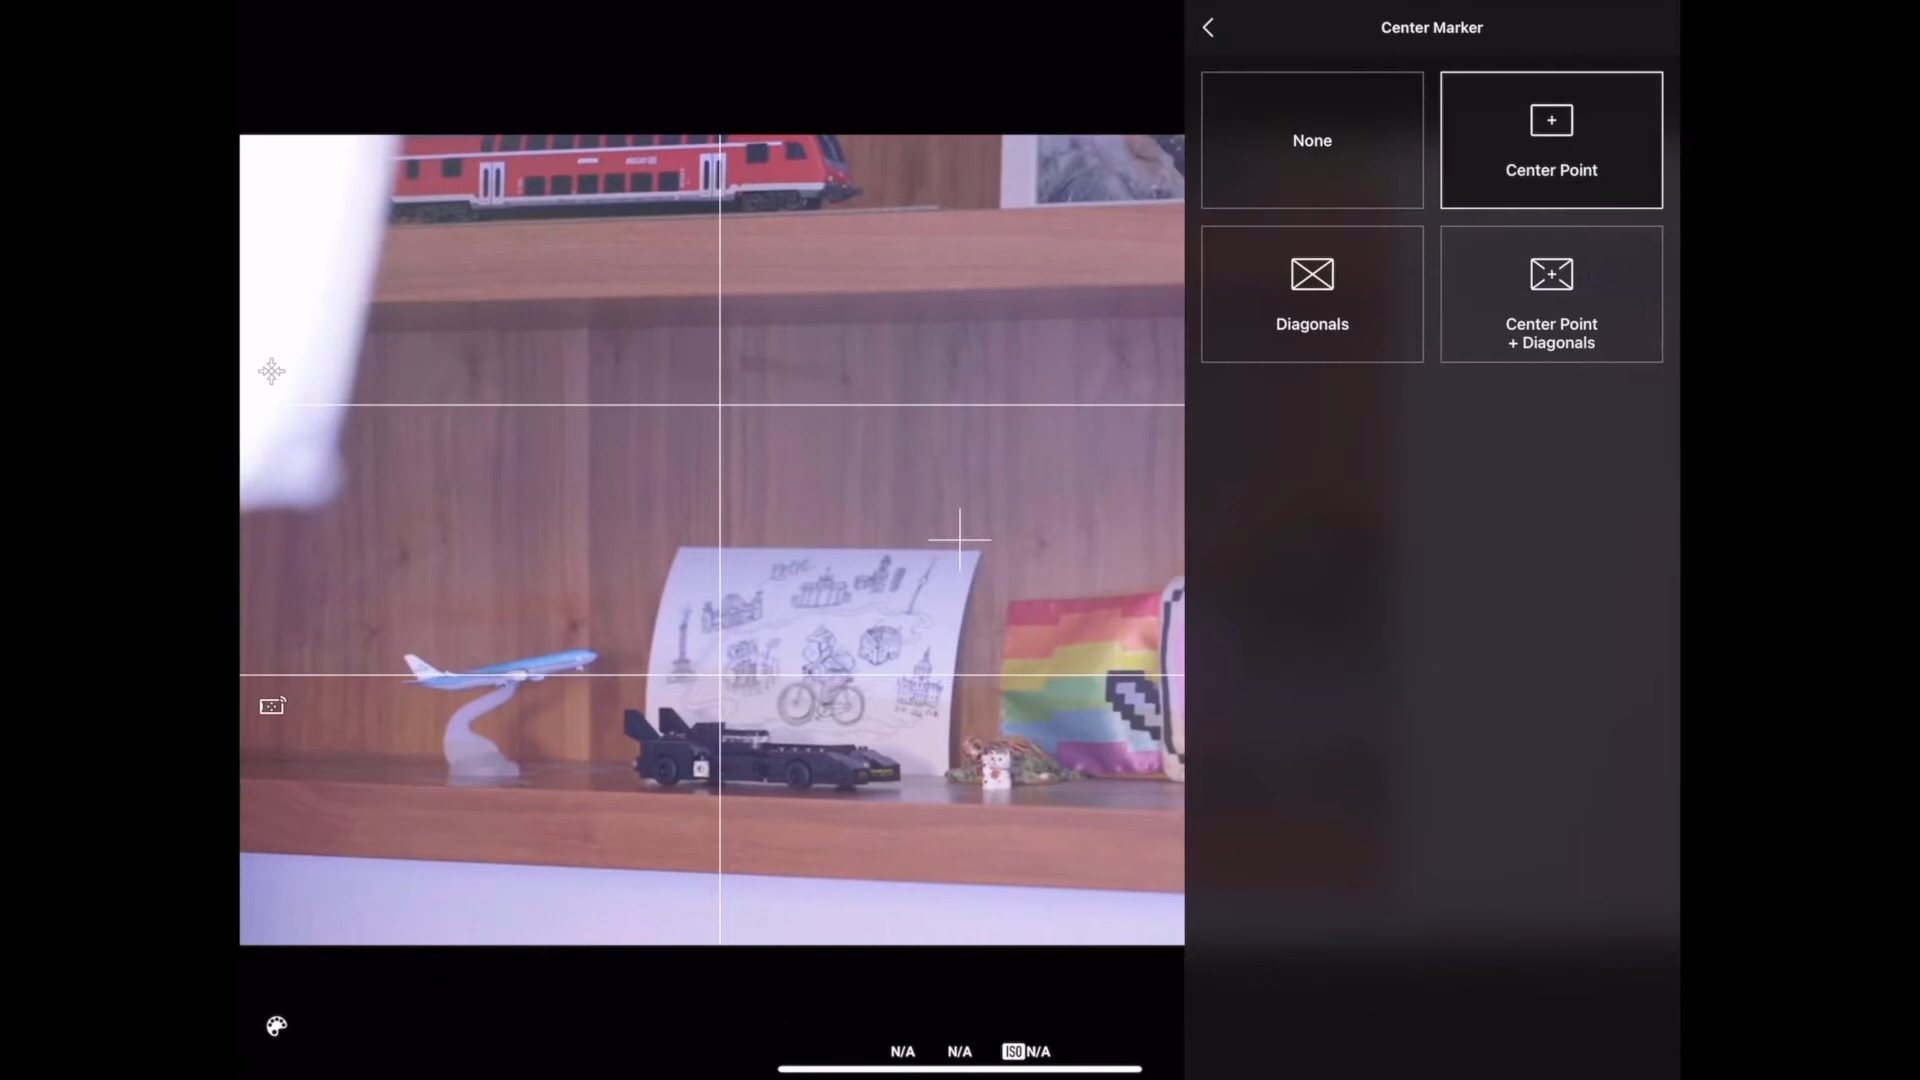 Center Marker
None
Center Point
Diagonals
Center Point
+ Diagonals
N/A N/A ISO N/A